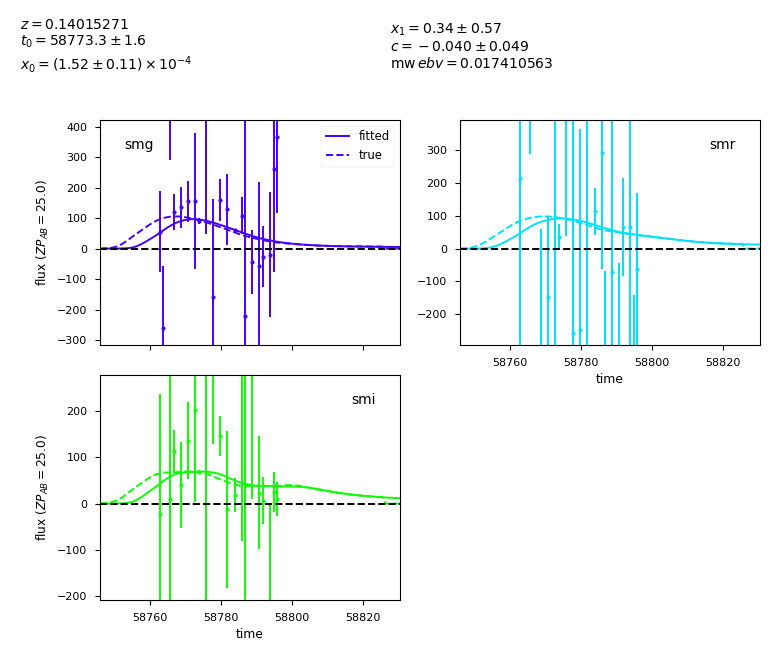 z = 0.14015271
t₀ = 58773.3 ± 1.6
x₀ = (1.52 ± 0.11) × 10⁻⁴
x₁ = 0.34 ± 0.57
c = −0.040 ± 0.049
mw ebv = 0.017410563
smg
fitted
true
400
300
200
100
0
−100
−200
−300
flux (ZP_AB = 25.0)
smr
300
200
100
0
−100
−200
58760 58780 58800 58820
time
smi
200
100
0
−100
−200
flux (ZP_AB = 25.0)
58760 58780 58800 58820
time